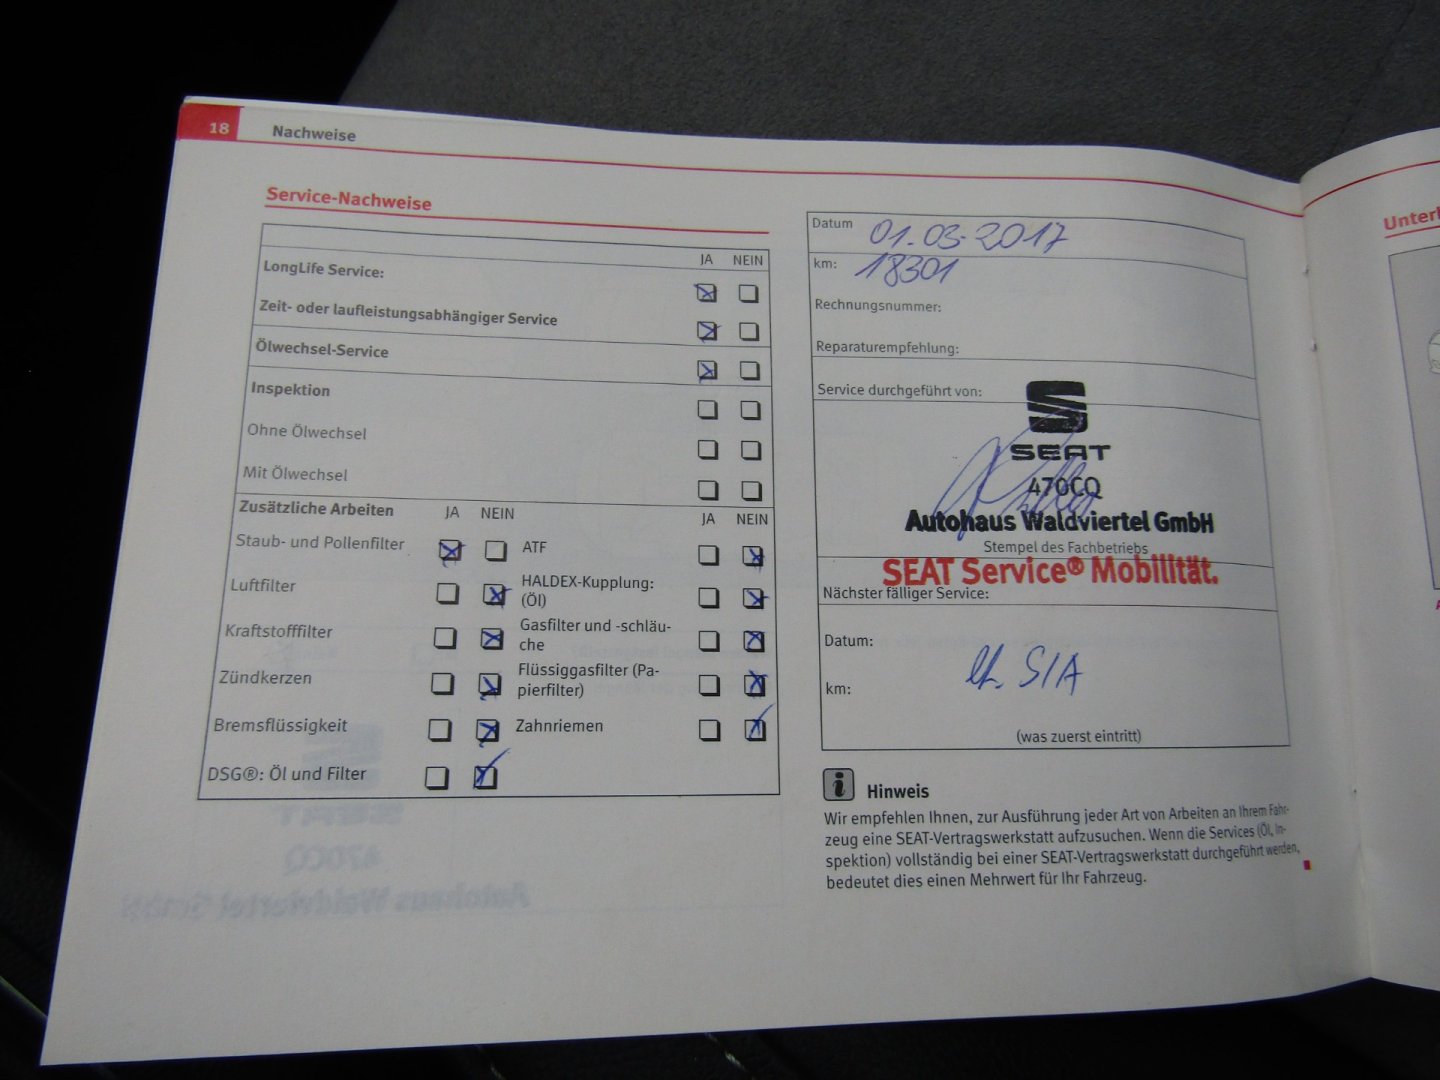 18 Nachweise
Service-Nachweise
JA NEIN
LongLife Service:
Zeit- oder laufleistungsabhängiger Service
Ölwechsel-Service
Inspektion
Ohne Ölwechsel
Mit Ölwechsel
Zusätzliche Arbeiten JA NEIN JA NEIN
Staub- und Pollenfilter ATF
Luftfilter HALDEX-Kupplung:
(Öl)
Kraftstofffilter Gasfilter und -schläu-
che
Zündkerzen Flüssiggasfilter (Pa-
pierfilter)
Bremsflüssigkeit Zahnriemen
DSG®: Öl und Filter
Datum 01.03.2017
km: 18301
Rechnungsnummer:
Reparaturempfehlung:
Service durchgeführt von:
SEAT
470CQ
Autohaus Waldviertel GmbH
Stempel des Fachbetriebs
SEAT Service® Mobilität.
Nächster fälliger Service:
Datum:
lt. SIA
km:
(was zuerst eintritt)
i Hinweis
Wir empfehlen Ihnen, zur Ausführung jeder Art von Arbeiten an Ihrem Fahr-
zeug eine SEAT-Vertragswerkstatt aufzusuchen. Wenn die Services (Öl, In-
spektion) vollständig bei einer SEAT-Vertragswerkstatt durchgeführt werden,
bedeutet dies einen Mehrwert für Ihr Fahrzeug.